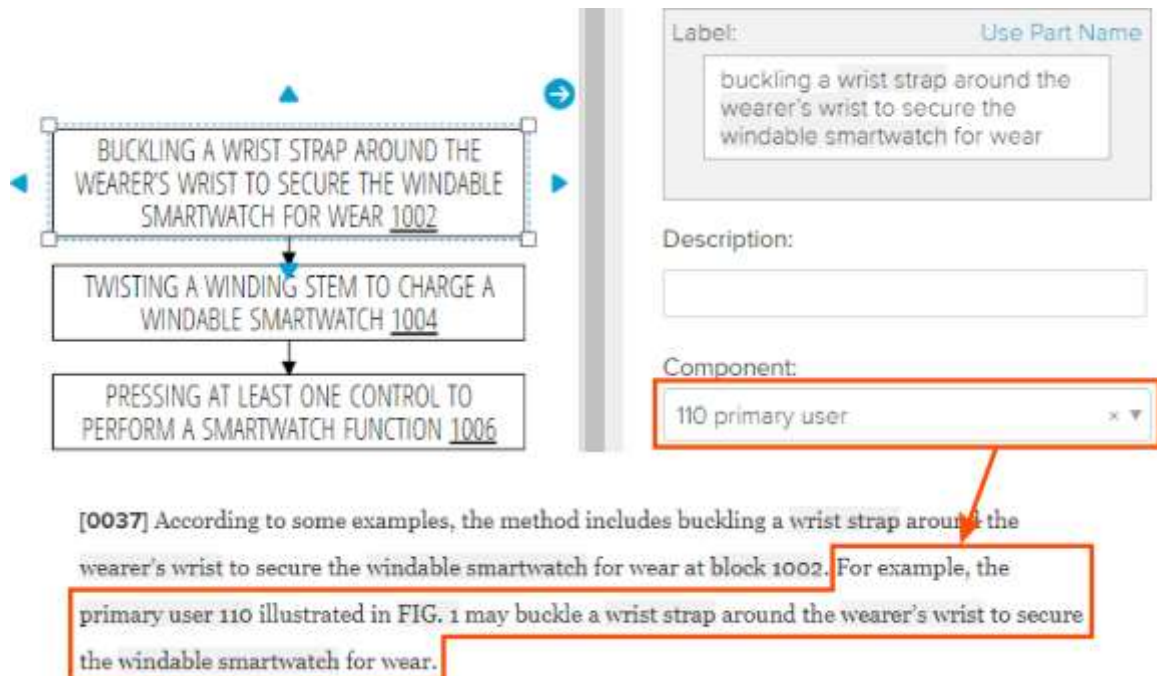 Label: Use Part Name
buckling a wrist strap around the
wearer's wrist to secure the
windable smartwatch for wear
BUCKLING A WRIST STRAP AROUND THE
WEARER'S WRIST TO SECURE THE WINDABLE
SMARTWATCH FOR WEAR 1002
TWISTING A WINDING STEM TO CHARGE A
WINDABLE SMARTWATCH 1004
PRESSING AT LEAST ONE CONTROL TO
PERFORM A SMARTWATCH FUNCTION 1006
Description:
Component:
110 primary user × ▼
[0037] According to some examples, the method includes buckling a wrist strap around the
wearer's wrist to secure the windable smartwatch for wear at block 1002. For example, the
primary user 110 illustrated in FIG. 1 may buckle a wrist strap around the wearer's wrist to secure
the windable smartwatch for wear.